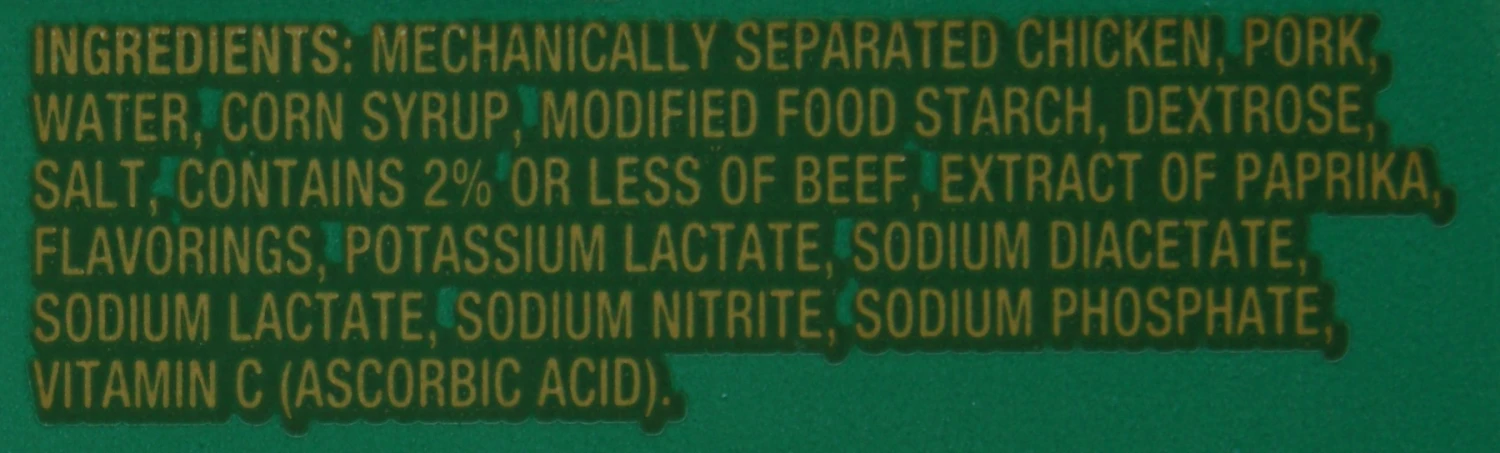 INGREDIENTS: MECHANICALLY SEPARATED CHICKEN, PORK,
WATER, CORN SYRUP, MODIFIED FOOD STARCH, DEXTROSE,
SALT, CONTAINS 2% OR LESS OF BEEF, EXTRACT OF PAPRIKA,
FLAVORINGS, POTASSIUM LACTATE, SODIUM DIACETATE,
SODIUM LACTATE, SODIUM NITRITE, SODIUM PHOSPHATE,
VITAMIN C (ASCORBIC ACID).